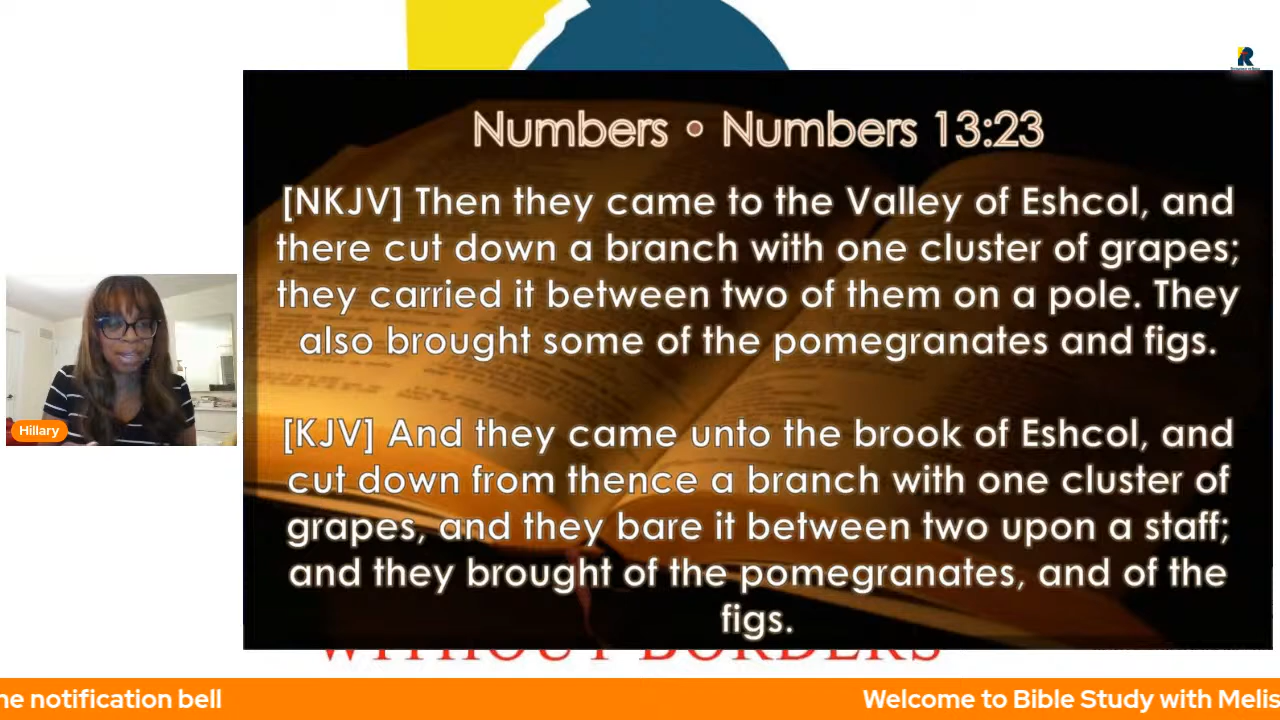 Numbers • Numbers 13:23
[NKJV] Then they came to the Valley of Eshcol, and
there cut down a branch with one cluster of grapes;
they carried it between two of them on a pole. They
also brought some of the pomegranates and figs.
[KJV] And they came unto the brook of Eshcol, and
cut down from thence a branch with one cluster of
grapes, and they bare it between two upon a staff;
and they brought of the pomegranates, and of the
figs.
Hillary
WITHOUT BORDERS
notification bell
Welcome to Bible Study with